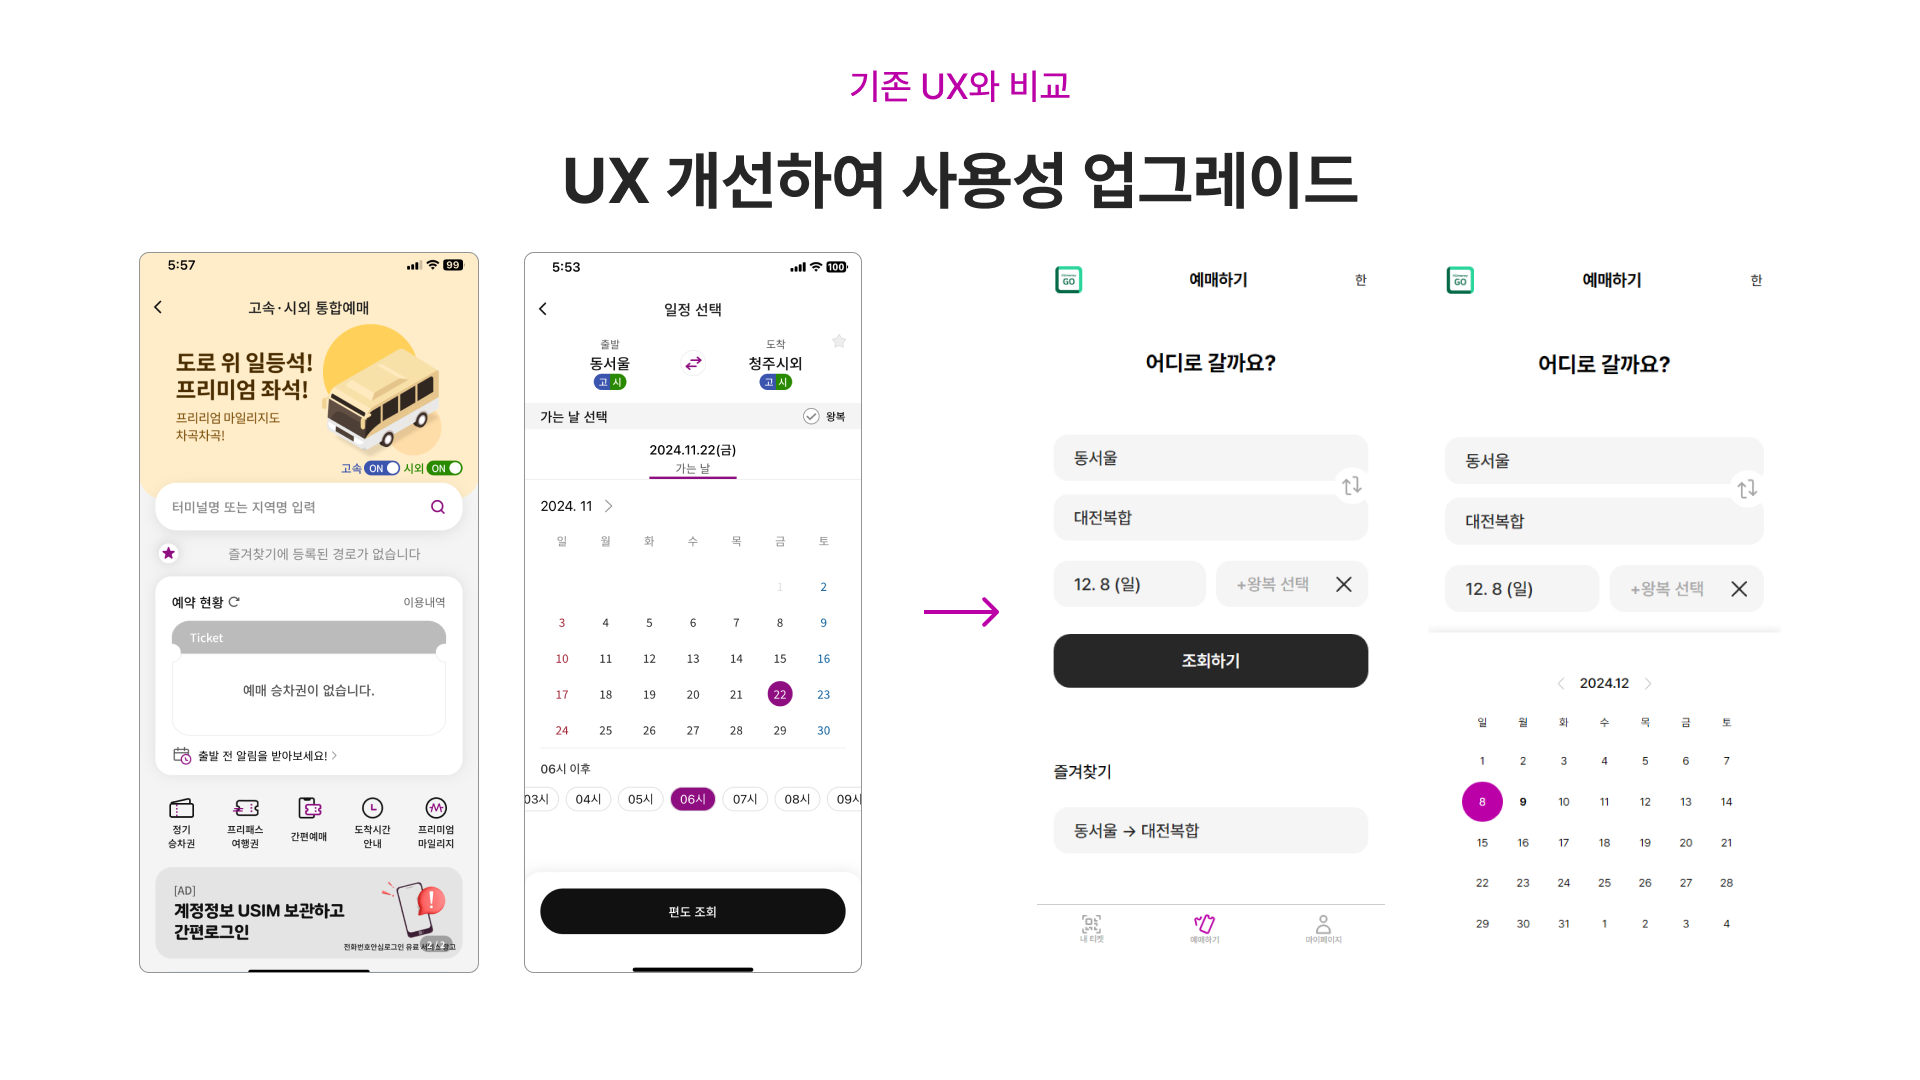 기존 UX와 비교
UX 개선하여 사용성 업그레이드
5:57
99
고속·시외 통합예매
도로 위 일등석!
프리미엄 좌석!
프리리엄 마일리지도
차곡차곡!
고속 ON 시외 ON
터미널명 또는 지역명 입력
즐겨찾기에 등록된 경로가 없습니다
예약 현황 이용내역
Ticket
예매 승차권이 없습니다.
출발 전 알림을 받아보세요!
정기
승차권
프리패스
여행권
간편예매
도착시간
안내
프리미엄
마일리지
[AD]
계정정보 USIM 보관하고
간편로그인
2 / 2
5:53
100
일정 선택
출발
동서울
고 시
도착
청주시외
고 시
가는 날 선택 왕복
2024.11.22(금)
가는 날
2024. 11
일 월 화 수 목 금 토
1 2
3 4 5 6 7 8 9
10 11 12 13 14 15 16
17 18 19 20 21 22 23
24 25 26 27 28 29 30
06시 이후
03시 04시 05시 06시 07시 08시 09시
편도 조회
GO
예매하기
한
어디로 갈까요?
동서울
대전복합
12. 8 (일)
+왕복 선택
조회하기
즐겨찾기
동서울 → 대전복합
내 티켓
예매하기
마이페이지
GO
예매하기
한
어디로 갈까요?
동서울
대전복합
12. 8 (일)
+왕복 선택
2024.12
일 월 화 수 목 금 토
1 2 3 4 5 6 7
8 9 10 11 12 13 14
15 16 17 18 19 20 21
22 23 24 25 26 27 28
29 30 31 1 2 3 4